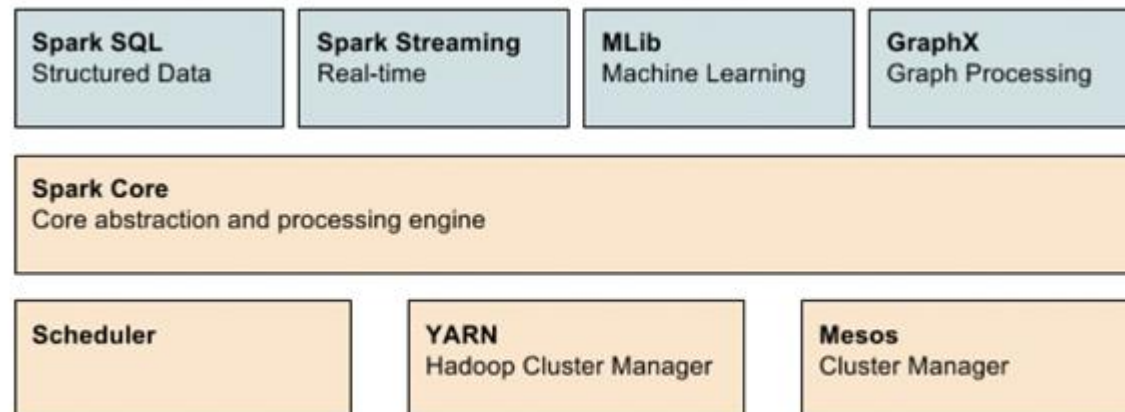 Spark SQL
Structured Data
Spark Streaming
Real-time
MLib
Machine Learning
GraphX
Graph Processing
Spark Core
Core abstraction and processing engine
Scheduler
YARN
Hadoop Cluster Manager
Mesos
Cluster Manager